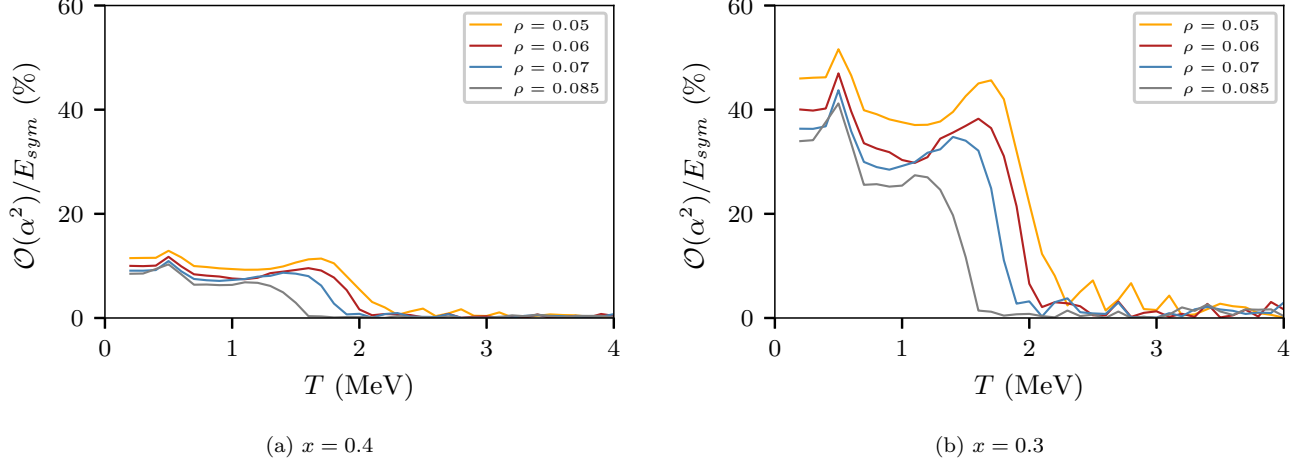 60
40
20
0
0
1
2
3
4
O(α²)/E_sym (%)
T (MeV)
ρ = 0.05
ρ = 0.06
ρ = 0.07
ρ = 0.085
(a) x = 0.4
60
40
20
0
0
1
2
3
4
O(α²)/E_sym (%)
T (MeV)
ρ = 0.05
ρ = 0.06
ρ = 0.07
ρ = 0.085
(b) x = 0.3